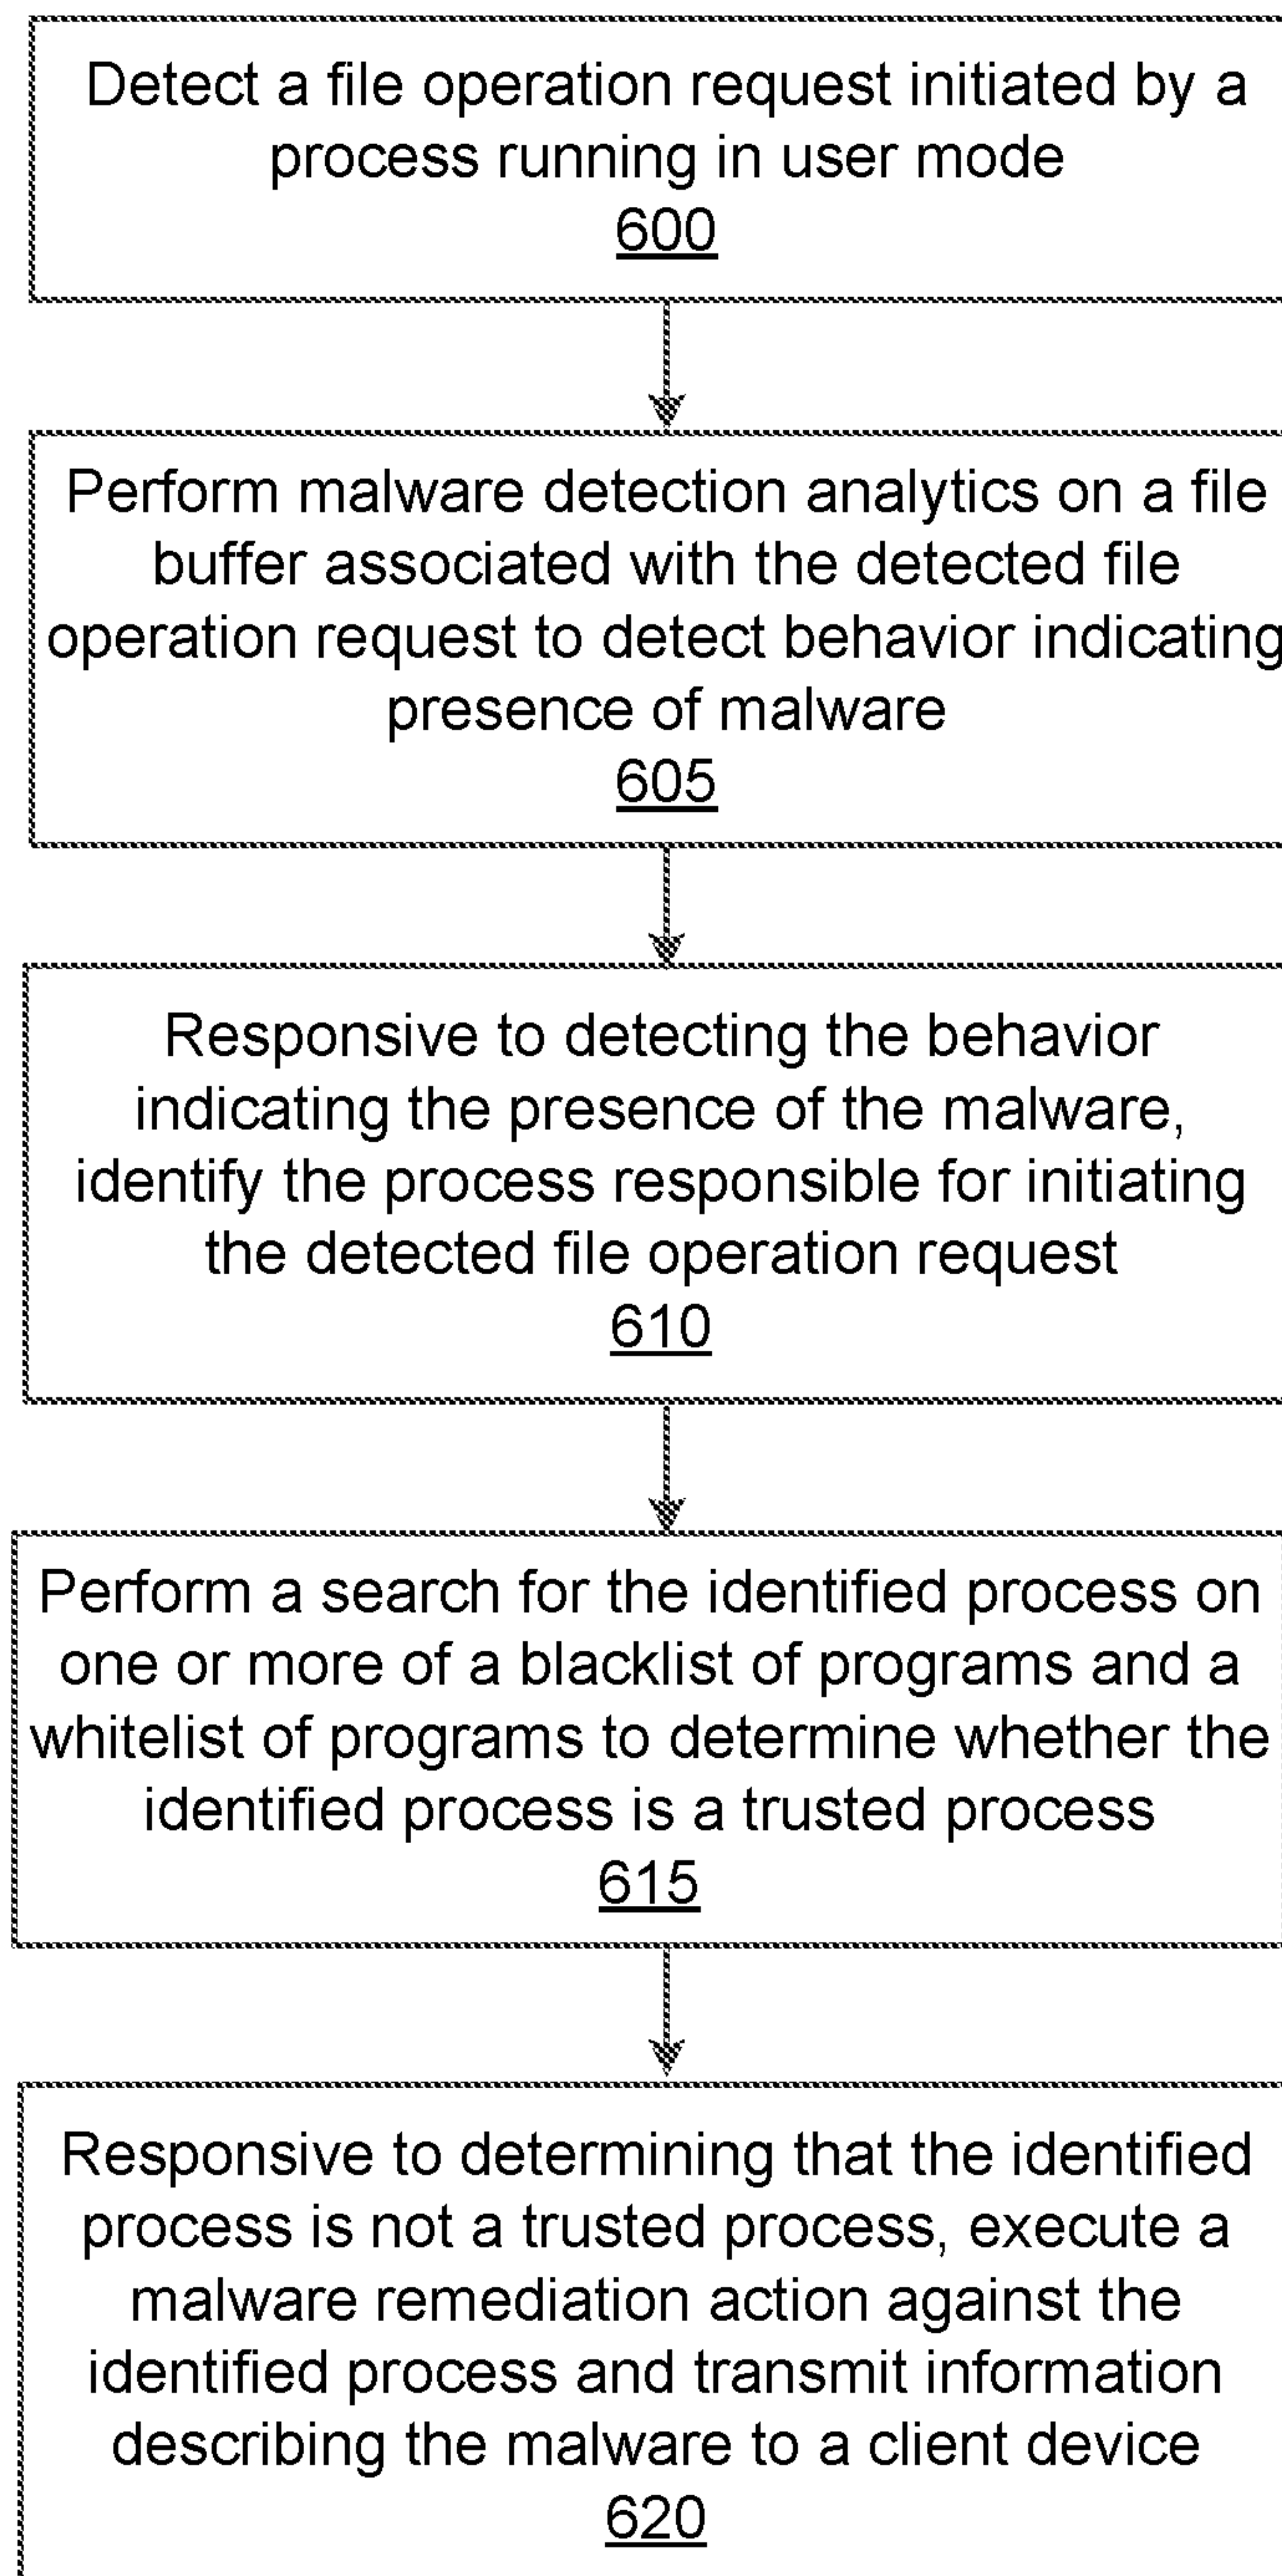 Detect a file operation request initiated by a
process running in user mode
600
Perform malware detection analytics on a file
buffer associated with the detected file
operation request to detect behavior indicating
presence of malware
605
Responsive to detecting the behavior
indicating the presence of the malware,
identify the process responsible for initiating
the detected file operation request
610
Perform a search for the identified process on
one or more of a blacklist of programs and a
whitelist of programs to determine whether the
identified process is a trusted process
615
Responsive to determining that the identified
process is not a trusted process, execute a
malware remediation action against the
identified process and transmit information
describing the malware to a client device
620